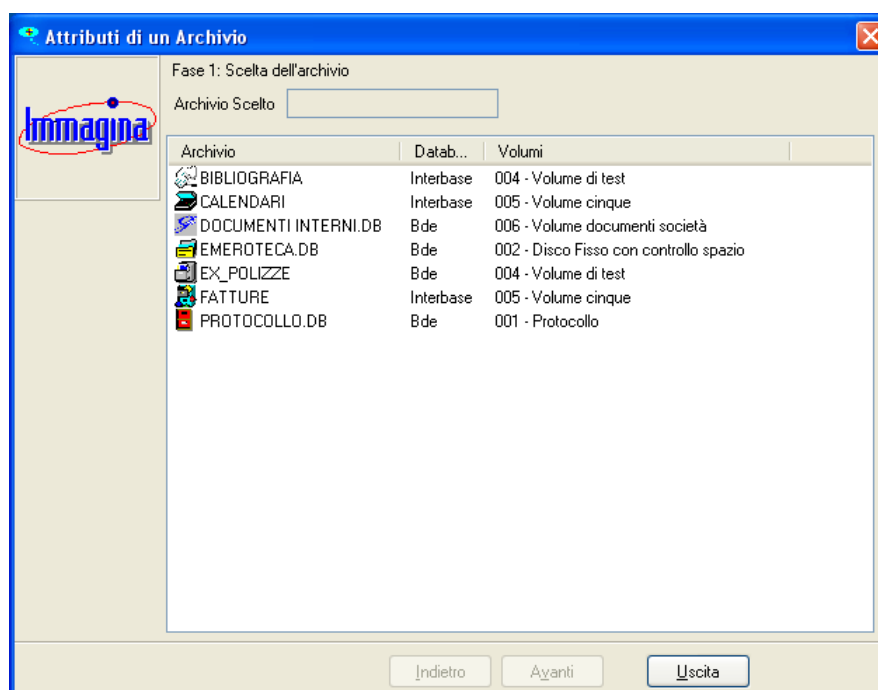 Attributi di un Archivio
Immagina
Fase 1: Scelta dell'archivio
Archivio Scelto
Archivio Datab... Volumi
BIBLIOGRAFIA Interbase 004 - Volume di test
CALENDARI Interbase 005 - Volume cinque
DOCUMENTI INTERNI.DB Bde 006 - Volume documenti società
EMEROTECA.DB Bde 002 - Disco Fisso con controllo spazio
EX_POLIZZE Bde 004 - Volume di test
FATTURE Interbase 005 - Volume cinque
PROTOCOLLO.DB Bde 001 - Protocollo
Indietro Avanti Uscita